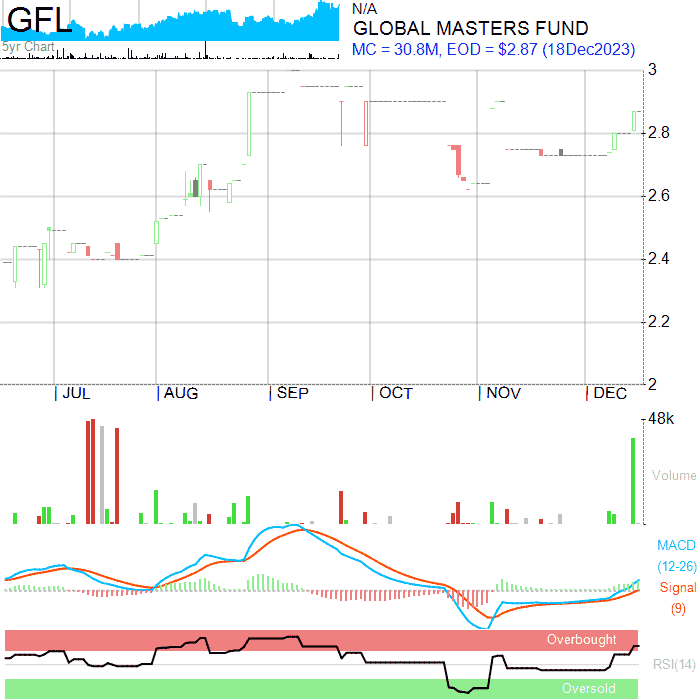 GFL
5yr Chart
N/A
GLOBAL MASTERS FUND
MC = 30.8M, EOD = $2.87 (18Dec2023)
3
2.8
2.6
2.4
2.2
2
JUL AUG SEP OCT NOV DEC
48k
Volume
MACD
(12-26)
Signal
(9)
Overbought
RSI(14)
Oversold